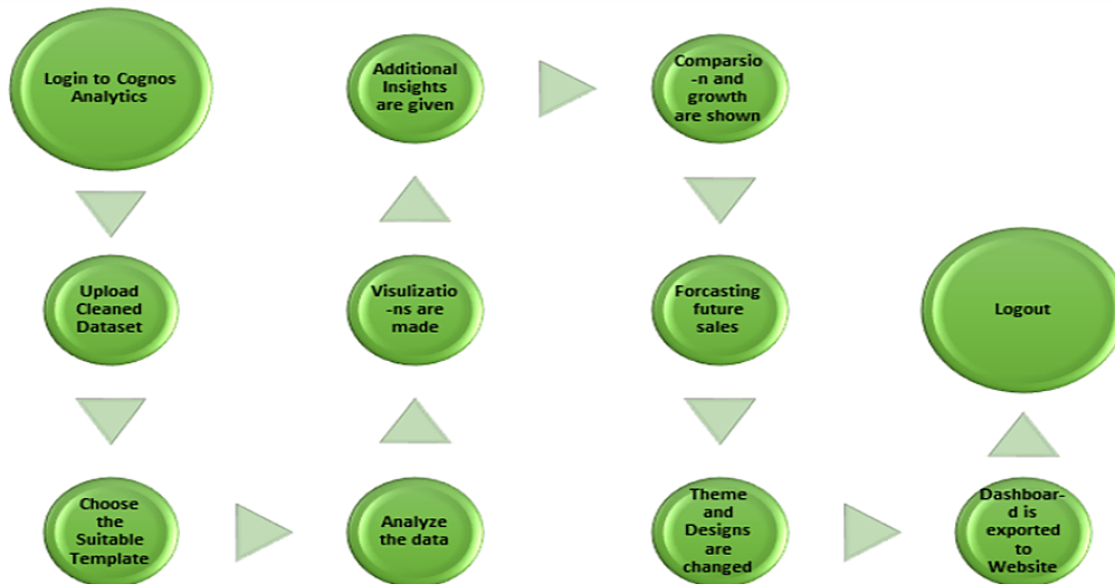 Login to Cognos
Analytics
Upload
Cleaned
Dataset
Choose
the
Suitable
Template
Analyze
the data
Visulizatio
-ns are
made
Additional
Insights
are given
Comparsio
-n and
growth
are shown
Forcasting
future
sales
Theme
and
Designs
are
changed
Dashboar-
d is
exported
to
Website
Logout